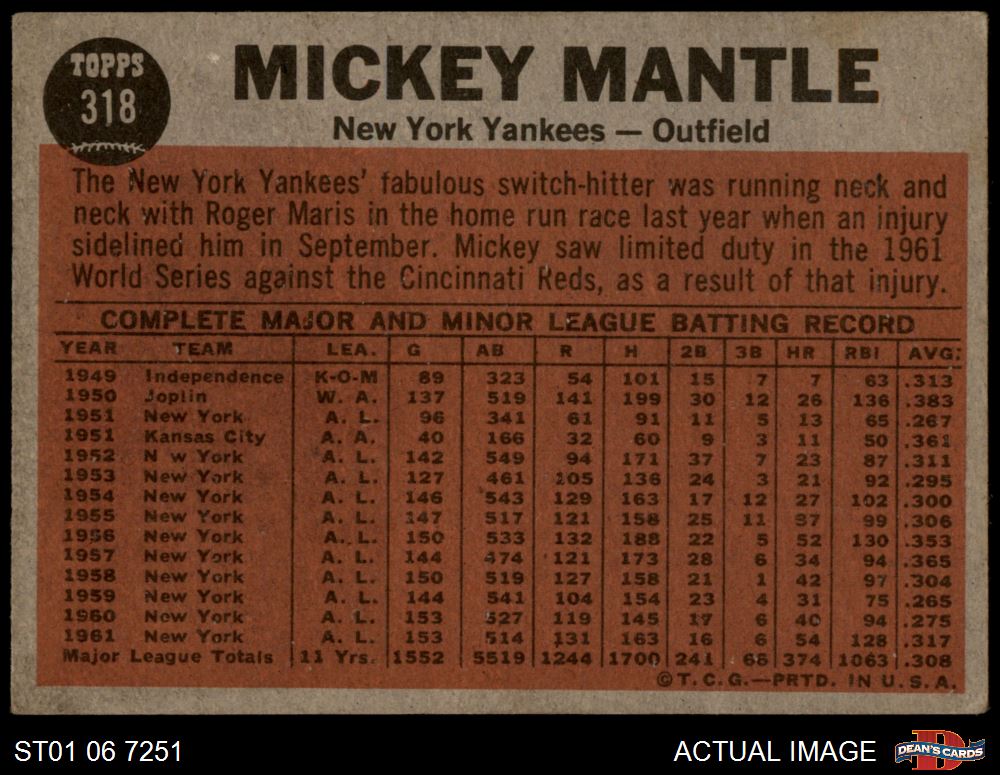 TOPPS
318
MICKEY MANTLE
New York Yankees — Outfield
The New York Yankees' fabulous switch-hitter was running neck and
neck with Roger Maris in the home run race last year when an injury
sidelined him in September. Mickey saw limited duty in the 1961
World Series against the Cincinnati Reds, as a result of that injury.
COMPLETE MAJOR AND MINOR LEAGUE BATTING RECORD
YEAR TEAM LEA. G AB R H 2B 3B HR RBI AVG.
1949 Independence K-O-M 89 323 54 101 15 7 7 63 .313
1950 Joplin W. A. 137 519 141 199 30 12 26 136 .383
1951 New York A. L. 96 341 61 91 11 5 13 65 .267
1951 Kansas City A. A. 40 166 32 60 9 3 11 50 .361
1952 N w York A. L. 142 549 94 171 37 7 23 87 .311
1953 New York A. L. 127 461 105 136 24 3 21 92 .295
1954 New York A. L. 146 543 129 163 17 12 27 102 .300
1955 New York A. L. 147 517 121 158 25 11 37 99 .306
1956 New York A. L. 150 533 132 188 22 5 52 130 .353
1957 New York A. L. 144 474 121 173 28 6 34 94 .365
1958 New York A. L. 150 519 127 158 21 1 42 97 .304
1959 New York A. L. 144 541 104 154 23 4 31 75 .265
1960 New York A. L. 153 527 119 145 17 6 40 94 .275
1961 New York A. L. 153 514 131 163 16 6 54 128 .317
Major League Totals 11 Yrs. 1552 5519 1244 1700 241 66 374 1063 .308
©T.C.G.—PRTD. IN U.S.A.
ST01 06 7251
ACTUAL IMAGE
DEAN'S CARDS